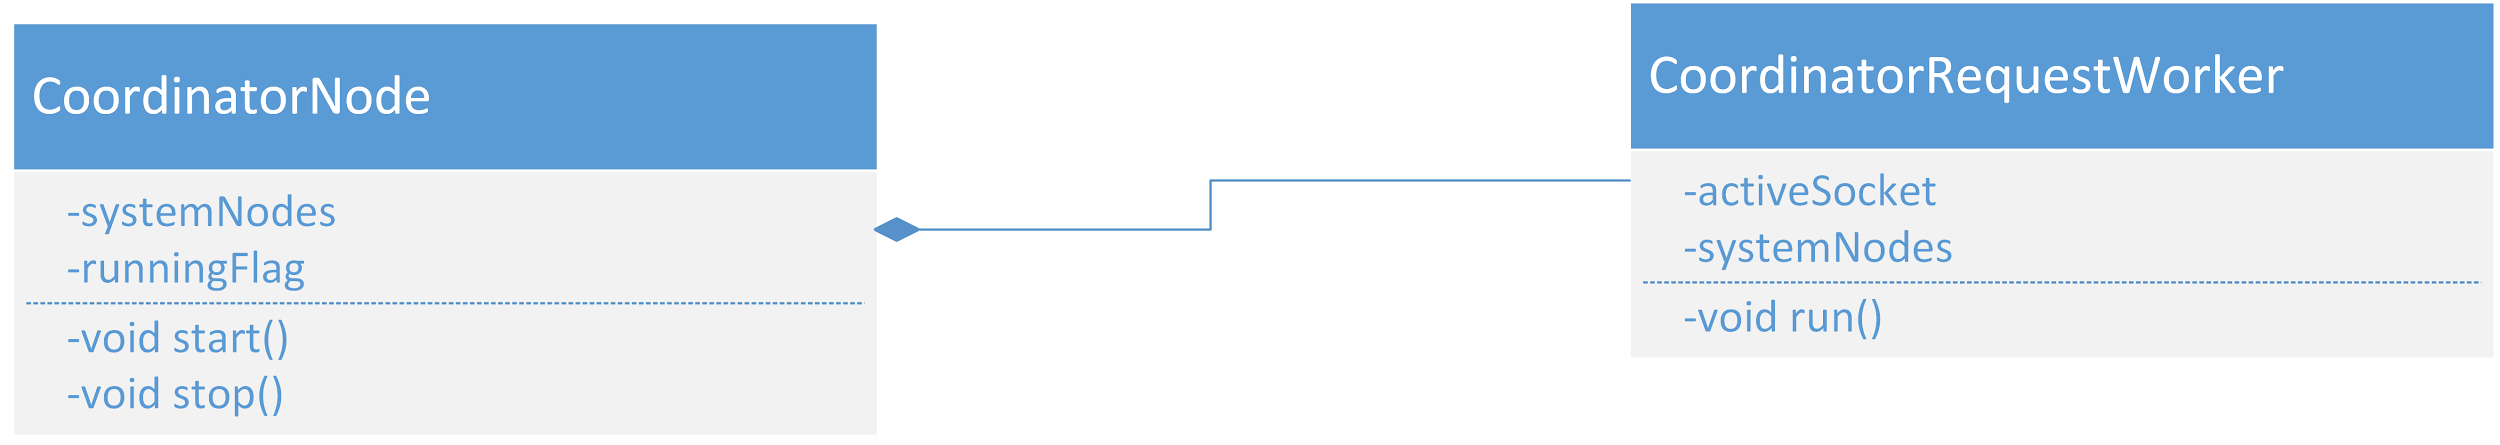 CoordinatorNode
-systemNodes
-runningFlag
-void start()
-void stop()
CoordinatorRequestWorker
-activeSocket
-systemNodes
-void run()